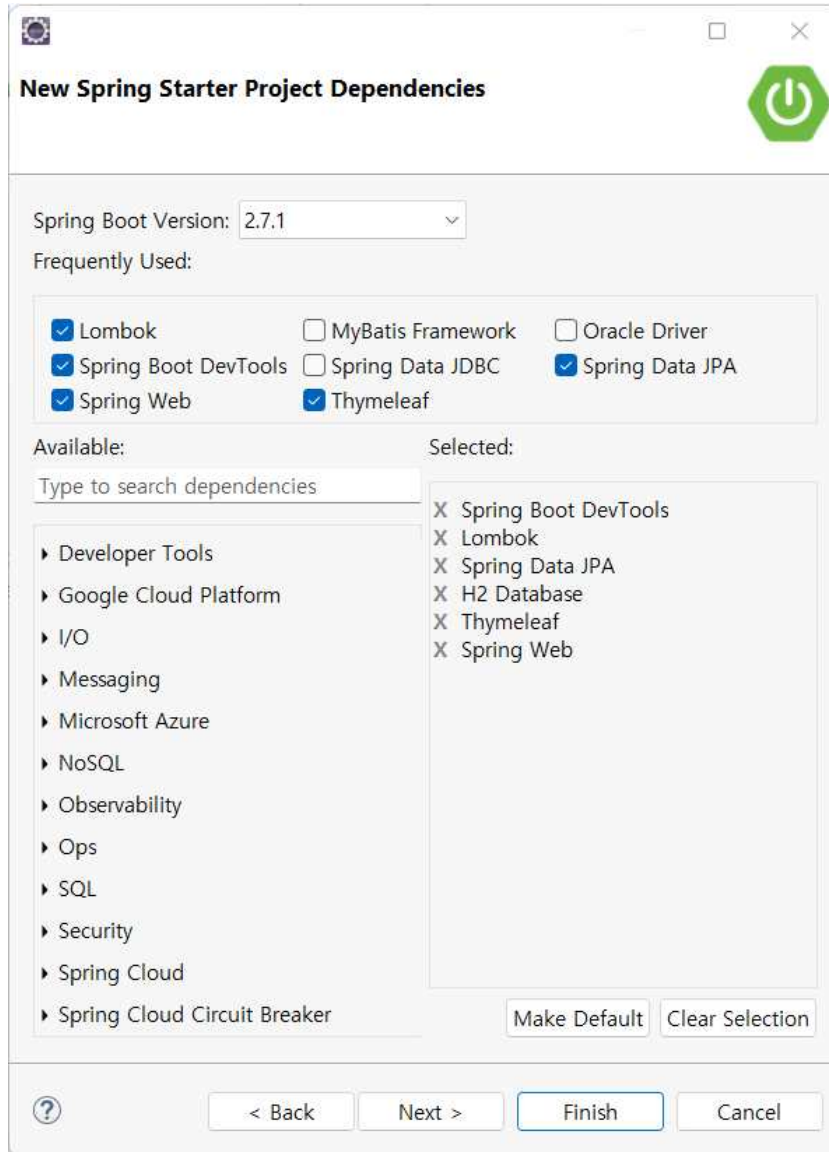 New Spring Starter Project Dependencies
Spring Boot Version: 2.7.1
Frequently Used:
Lombok MyBatis Framework Oracle Driver
Spring Boot DevTools Spring Data JDBC Spring Data JPA
Spring Web Thymeleaf
Available:
Type to search dependencies
Developer Tools
Google Cloud Platform
I/O
Messaging
Microsoft Azure
NoSQL
Observability
Ops
SQL
Security
Spring Cloud
Spring Cloud Circuit Breaker
Selected:
X Spring Boot DevTools
X Lombok
X Spring Data JPA
X H2 Database
X Thymeleaf
X Spring Web
Make Default Clear Selection
? < Back Next > Finish Cancel